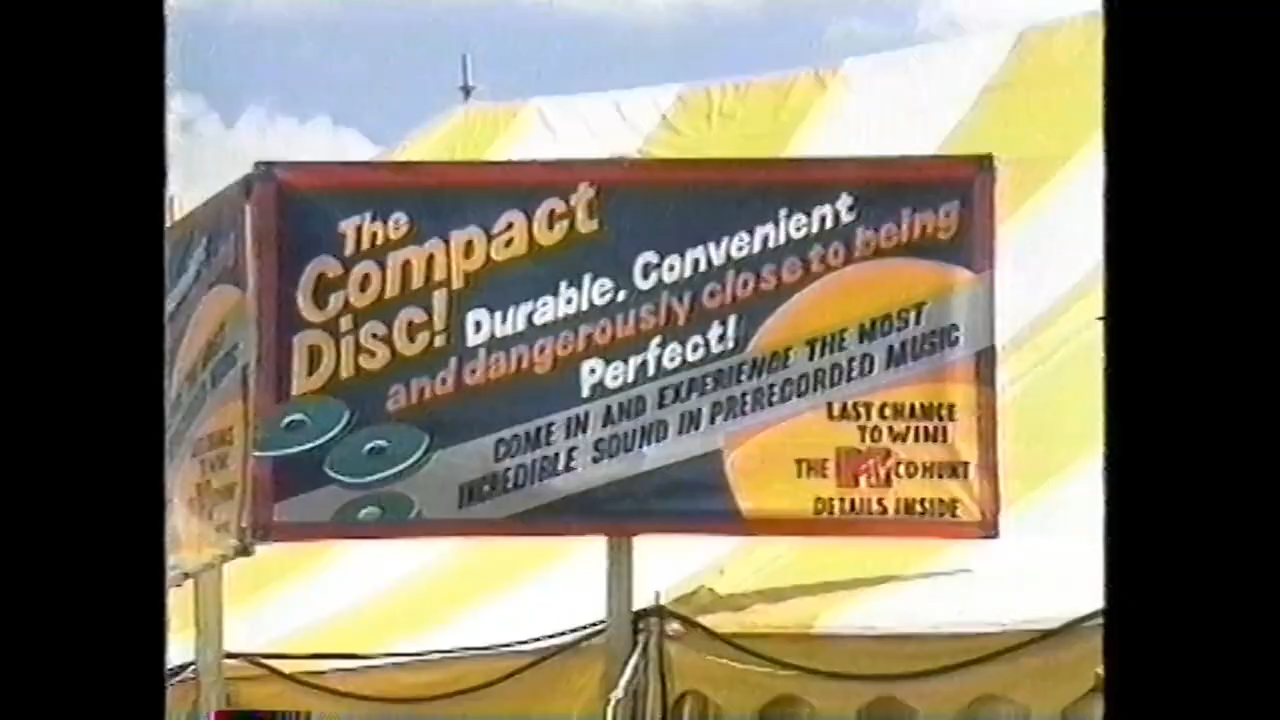 The
Compact
Disc!
Durable. Convenient
and dangerously close to being
Perfect!
COME IN AND EXPERIENCE THE MOST
INCREDIBLE SOUND IN PRERECORDED MUSIC
LAST CHANCE
TO WIN!
THE MTV CD HUNT
DETAILS INSIDE